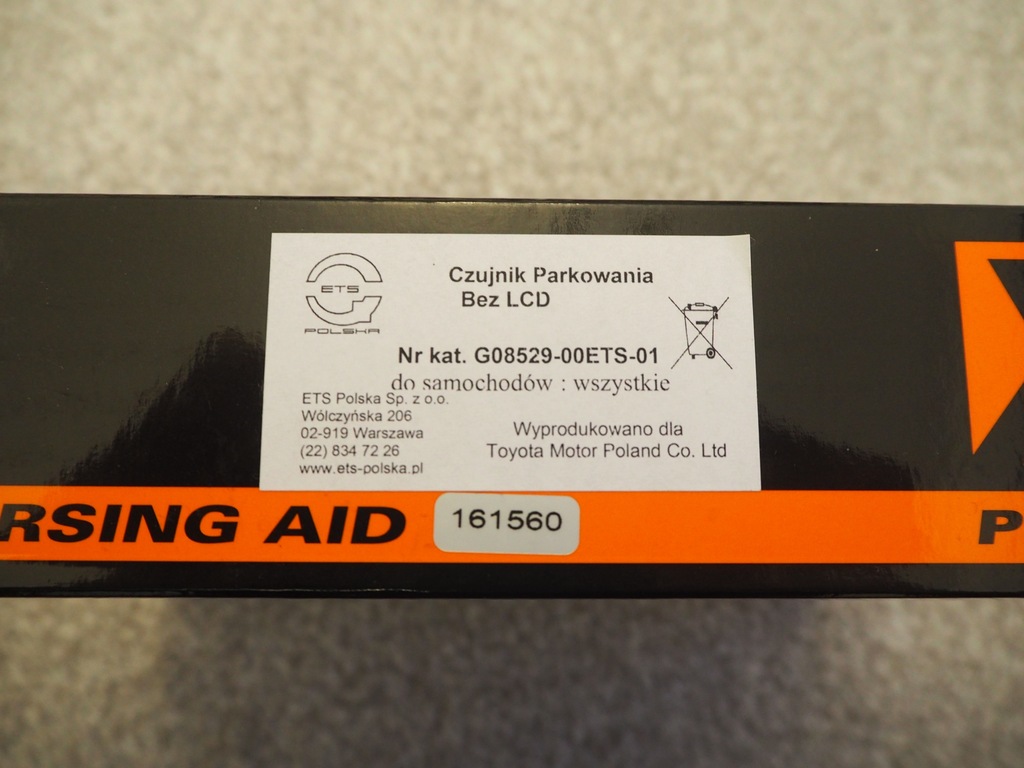 ETS
POLSKA
Czujnik Parkowania
Bez LCD
Nr kat. G08529-00ETS-01
do samochodów : wszystkie
ETS Polska Sp. z o.o.
Wólczyńska 206
02-919 Warszawa
(22) 834 72 26
www.ets-polska.pl
Wyprodukowano dla
Toyota Motor Poland Co. Ltd
RSING AID
161560
P